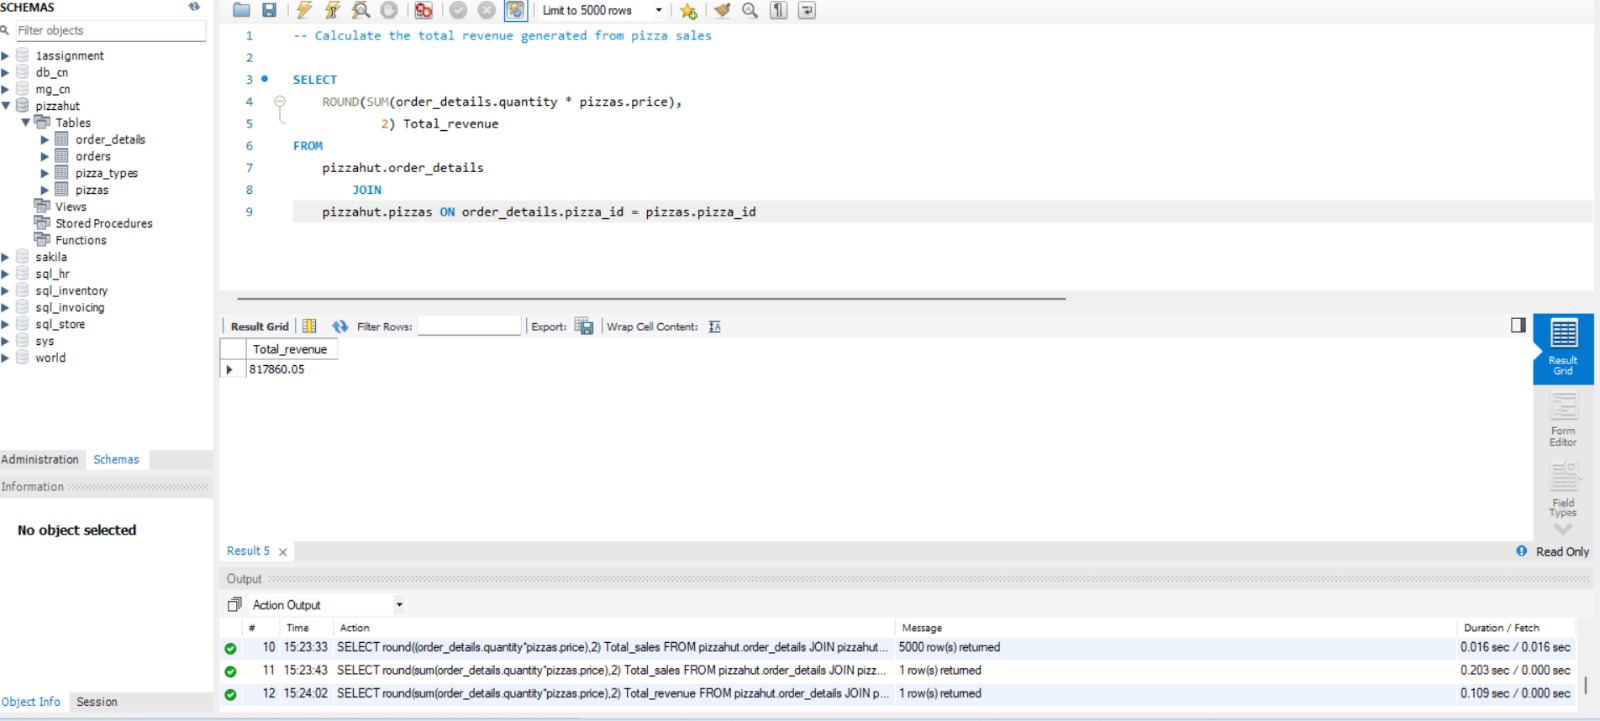 SCHEMAS
Filter objects
1assignment
db_cn
mg_cn
pizzahut
Tables
order_details
orders
pizza_types
pizzas
Views
Stored Procedures
Functions
sakila
sql_hr
sql_inventory
sql_invoicing
sql_store
sys
world
Administration Schemas
Information
No object selected
Object Info Session
Limit to 5000 rows
1 -- Calculate the total revenue generated from pizza sales
2
3 SELECT
4 ROUND(SUM(order_details.quantity * pizzas.price),
5 2) Total_revenue
6 FROM
7 pizzahut.order_details
8 JOIN
9 pizzahut.pizzas ON order_details.pizza_id = pizzas.pizza_id
Result Grid Filter Rows: Export: Wrap Cell Content:
Total_revenue
817860.05
Result Grid
Form Editor
Field Types
Result 5
Read Only
Output
Action Output
# Time Action Message Duration / Fetch
10 15:23:33 SELECT round((order_details.quantity*pizzas.price),2) Total_sales FROM pizzahut.order_details JOIN pizzahut... 5000 row(s) returned 0.016 sec / 0.016 sec
11 15:23:43 SELECT round(sum(order_details.quantity*pizzas.price),2) Total_sales FROM pizzahut.order_details JOIN pizz... 1 row(s) returned 0.203 sec / 0.000 sec
12 15:24:02 SELECT round(sum(order_details.quantity*pizzas.price),2) Total_revenue FROM pizzahut.order_details JOIN p... 1 row(s) returned 0.109 sec / 0.000 sec